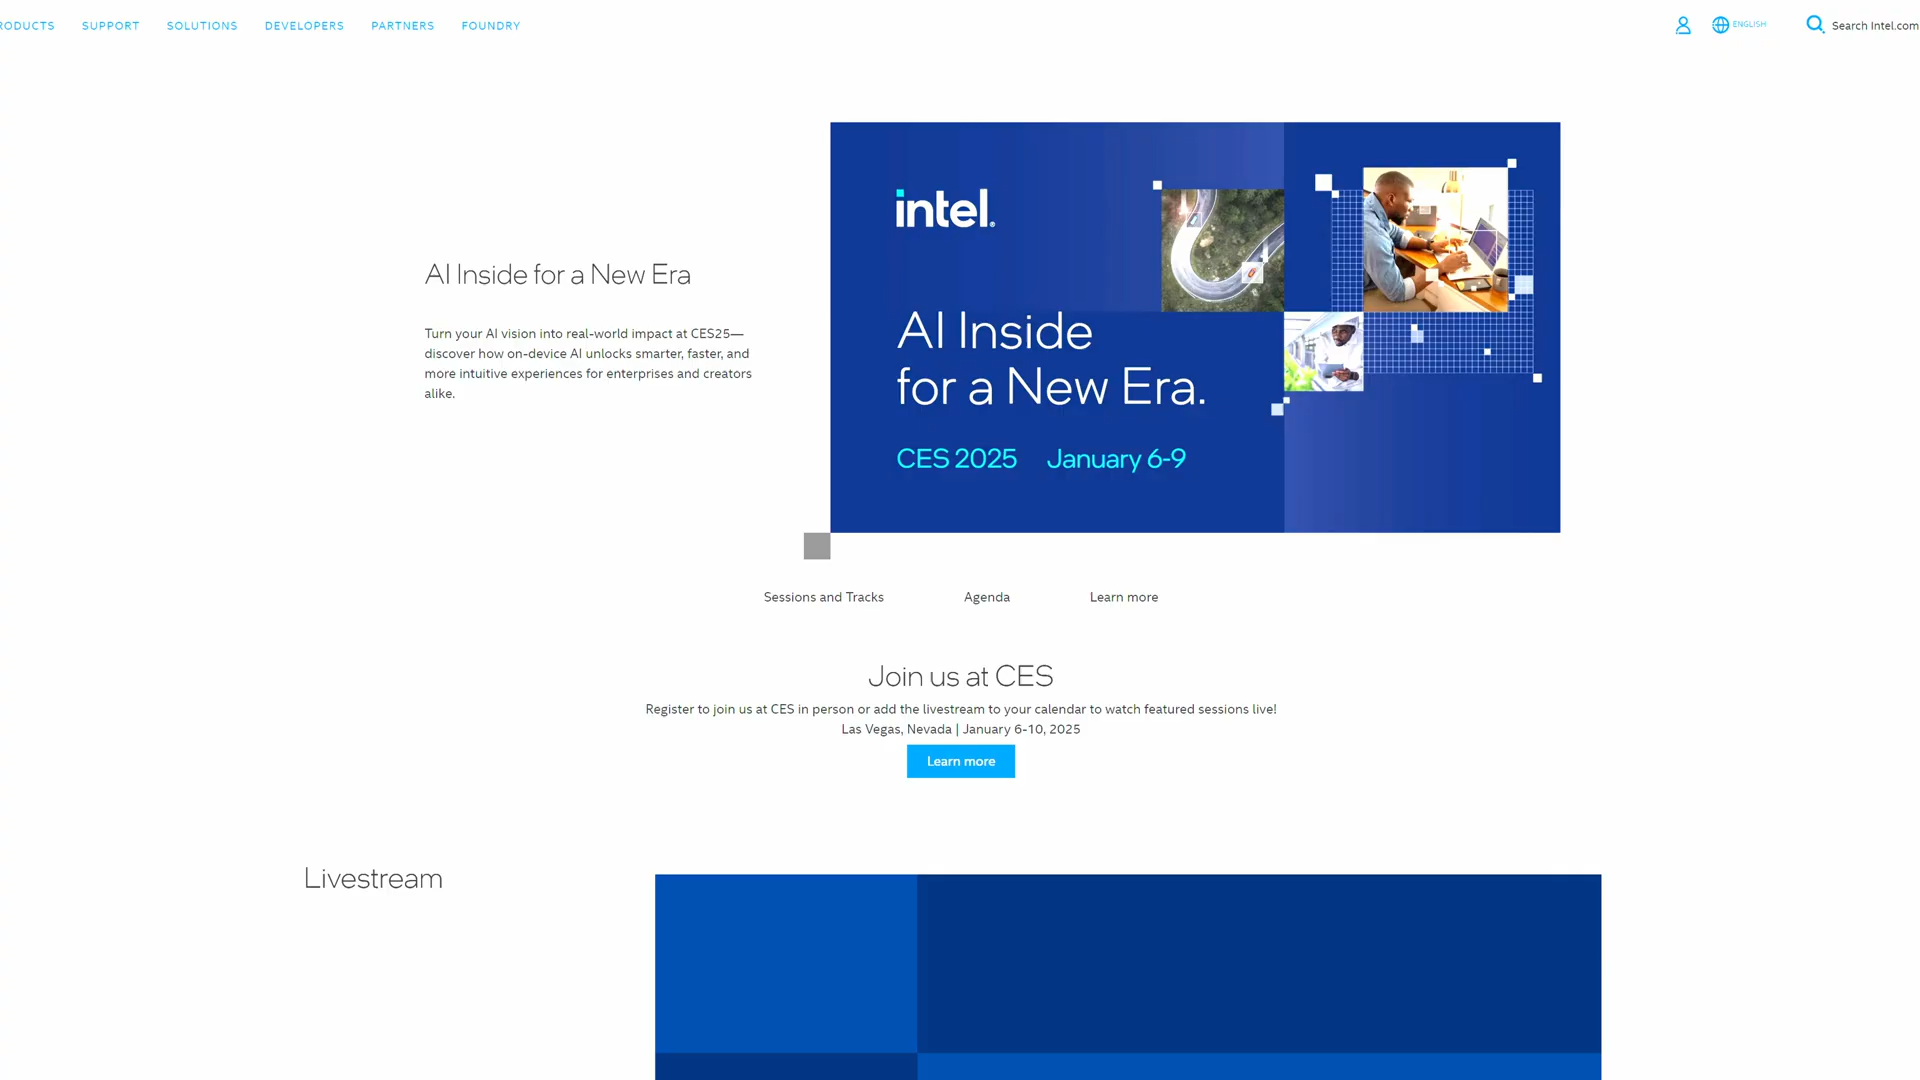 RODUCTS SUPPORT SOLUTIONS DEVELOPERS PARTNERS FOUNDRY ENGLISH Search Intel.com
AI Inside for a New Era
Turn your AI vision into real-world impact at CES25—
discover how on-device AI unlocks smarter, faster, and
more intuitive experiences for enterprises and creators
alike.
intel.
AI Inside
for a New Era.
CES 2025 January 6-9
Sessions and Tracks Agenda Learn more
Join us at CES
Register to join us at CES in person or add the livestream to your calendar to watch featured sessions live!
Las Vegas, Nevada | January 6-10, 2025
Learn more
Livestream